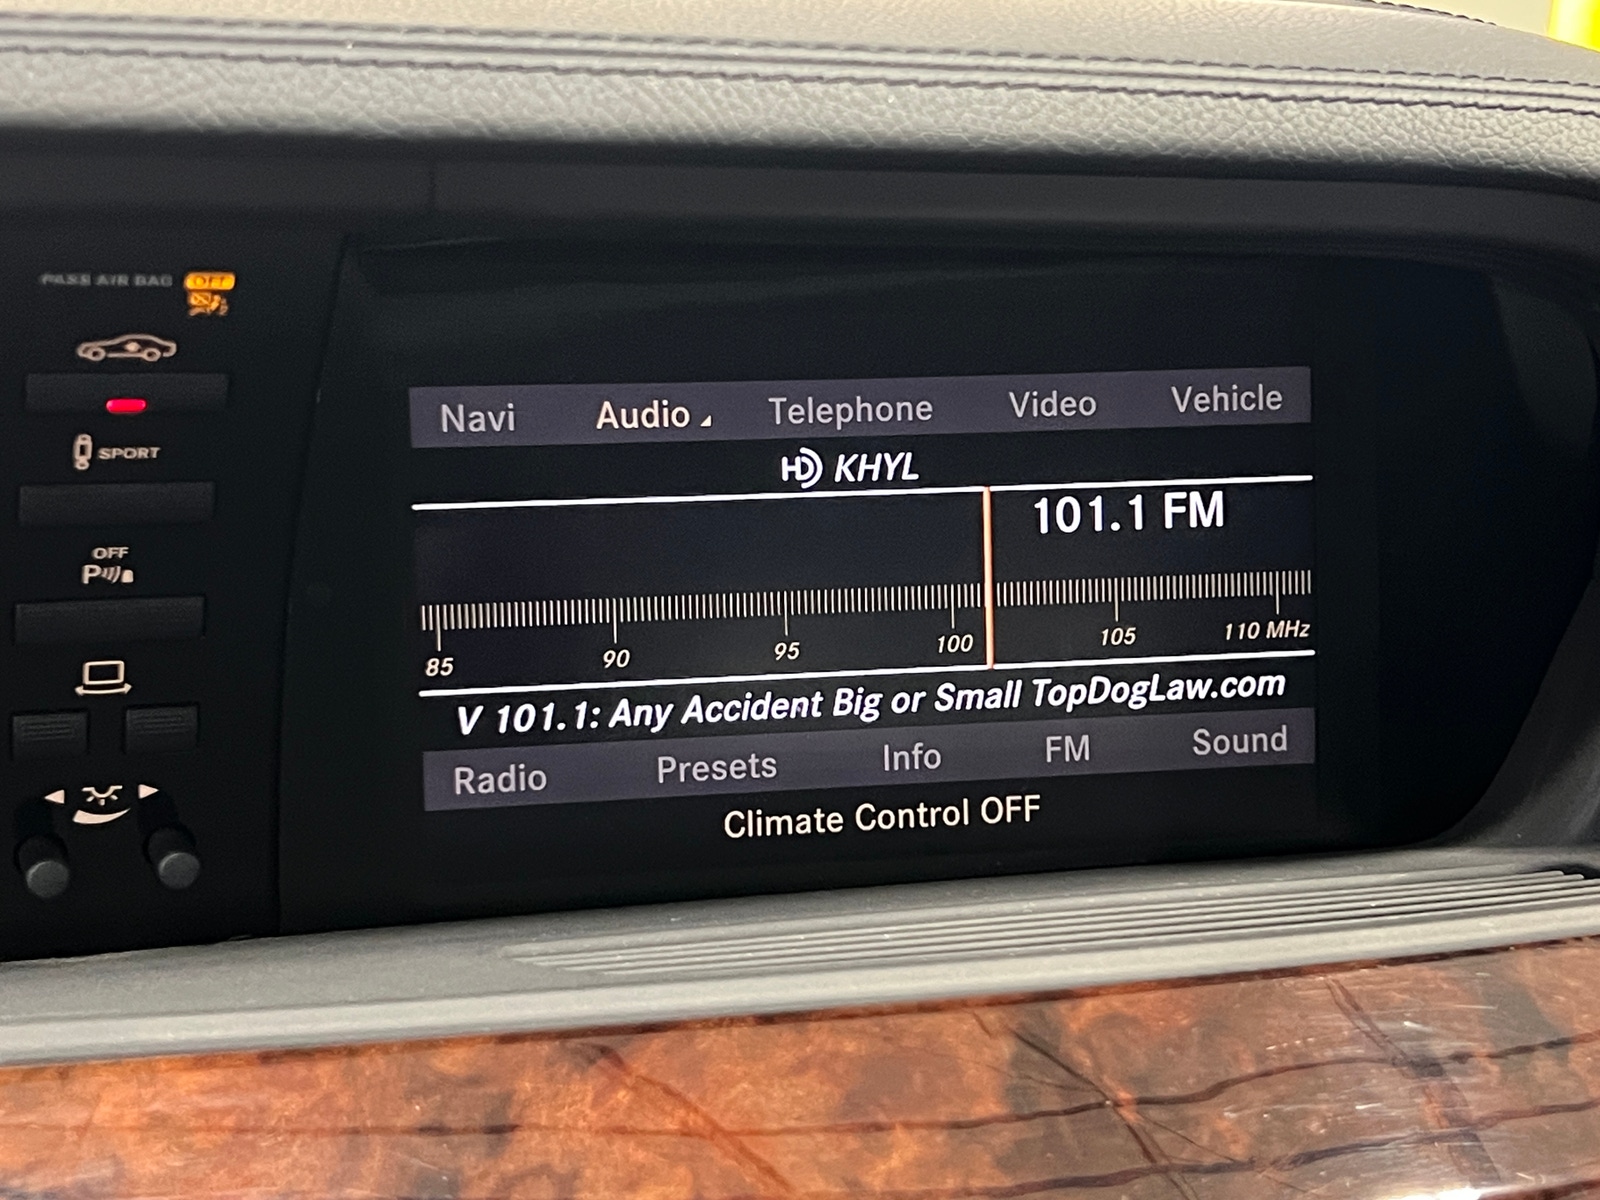 PASS AIR BAG OFF
SPORT
OFF
P
Navi Audio Telephone Video Vehicle
HD KHYL
101.1 FM
85 90 95 100 105 110 MHz
V 101.1: Any Accident Big or Small TopDogLaw.com
Radio Presets Info FM Sound
Climate Control OFF